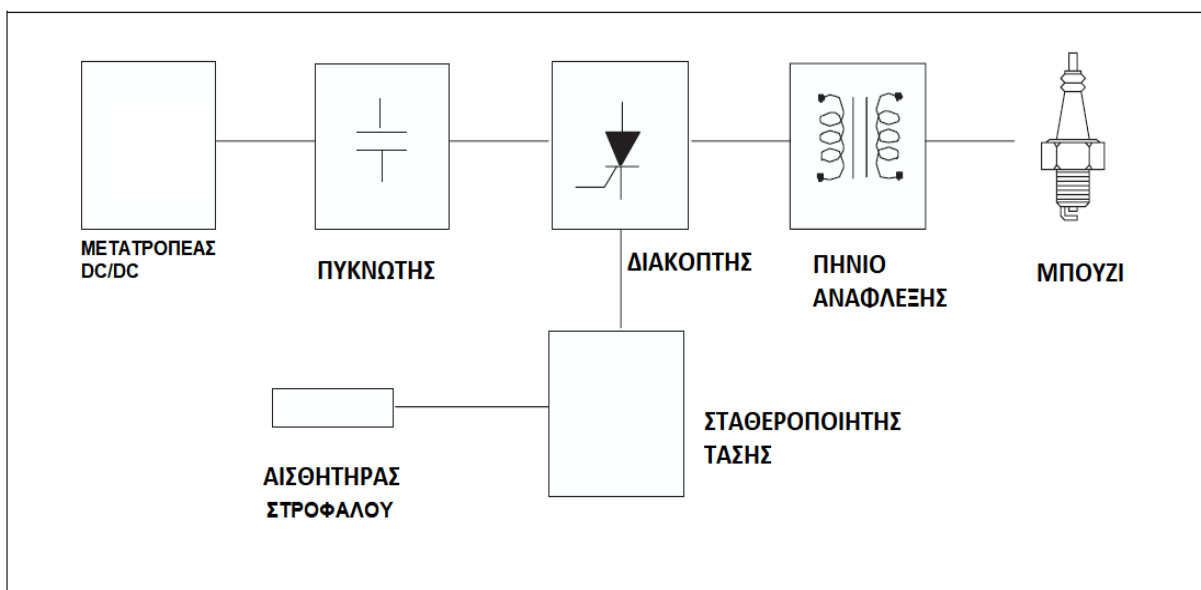 ΜΕΤΑΤΡΟΠΕΑΣ
DC/DC
ΠΥΚΝΩΤΗΣ
ΔΙΑΚΟΠΤΗΣ
ΠΗΝΙΟ
ΑΝΑΦΛΕΞΗΣ
ΜΠΟΥΖΙ
ΣΤΑΘΕΡΟΠΟΙΗΤΗΣ
ΤΑΣΗΣ
ΑΙΣΘΗΤΗΡΑΣ
ΣΤΡΟΦΑΛΟΥ